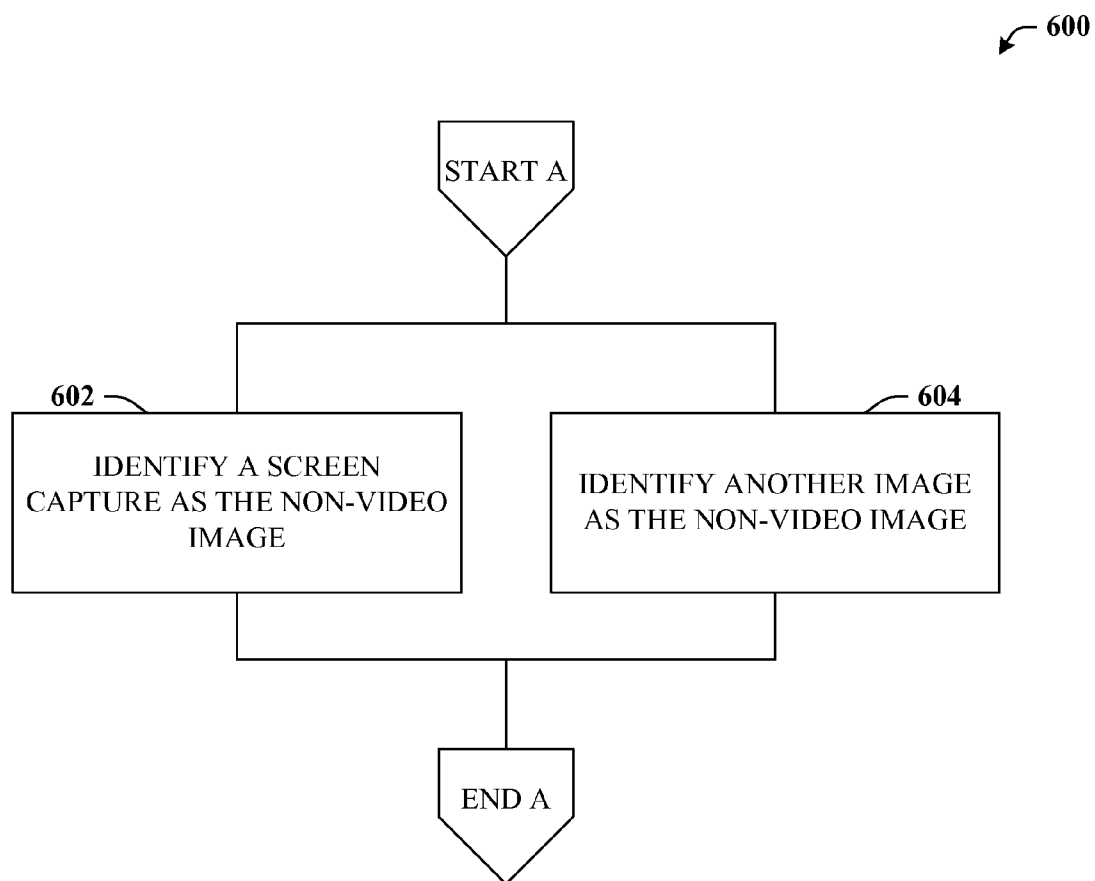 600
START A
602
IDENTIFY A SCREEN
CAPTURE AS THE NON-VIDEO
IMAGE
604
IDENTIFY ANOTHER IMAGE
AS THE NON-VIDEO IMAGE
END A